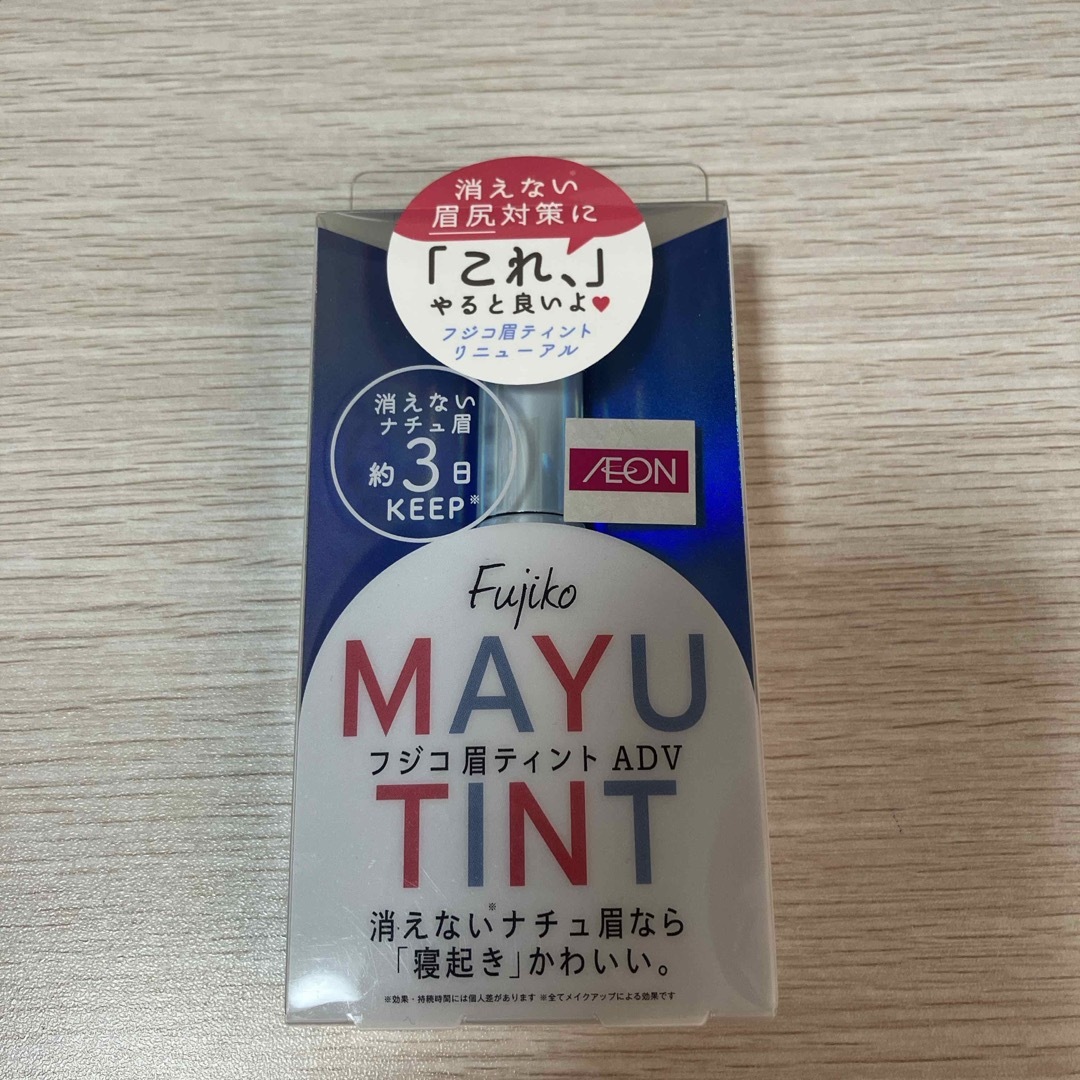 消えない
眉尻対策に
「これ、」
やると良いよ♥
フジコ眉ティント
リニューアル
消えない
ナチュ眉
約3日
KEEP※
ÆON
Fujiko
MAYU
フジコ眉ティント ADV
TINT
消えない※ナチュ眉なら
「寝起き」かわいい。
※効果・持続時間には個人差があります ※全てメイクアップによる効果です